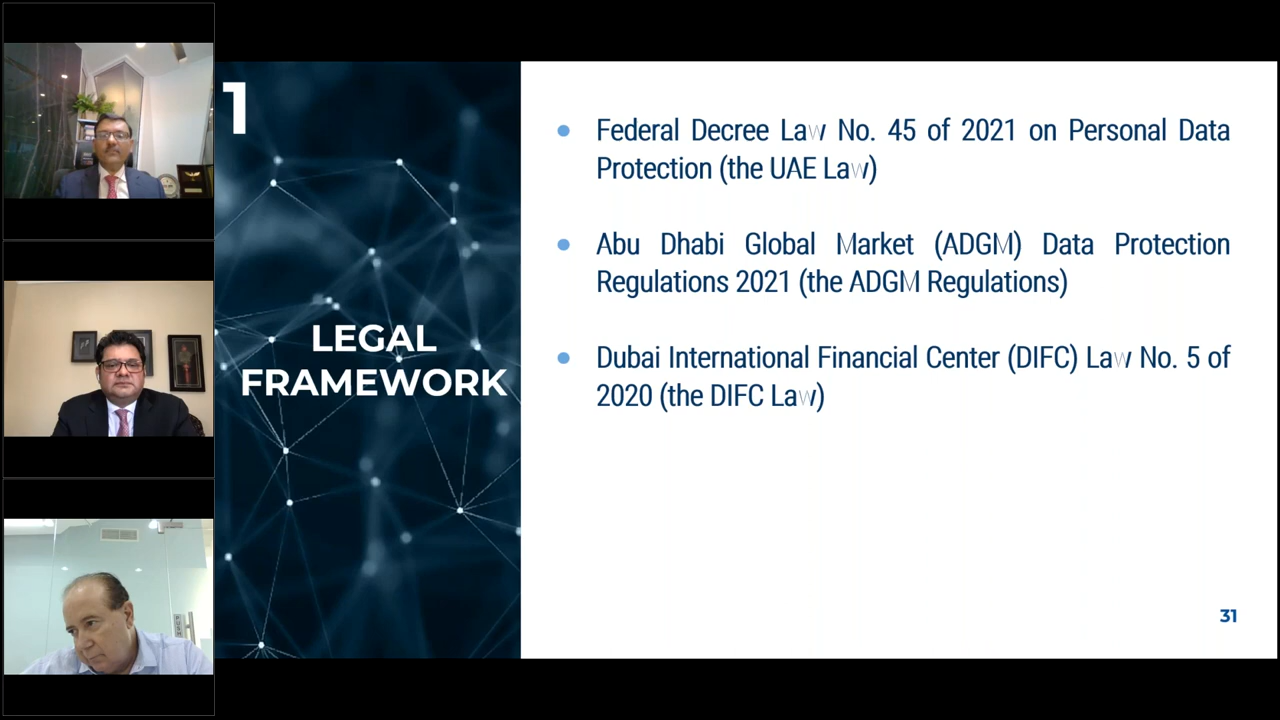 1
LEGAL
FRAMEWORK
Federal Decree Law No. 45 of 2021 on Personal Data
Protection (the UAE Law)
Abu Dhabi Global Market (ADGM) Data Protection
Regulations 2021 (the ADGM Regulations)
Dubai International Financial Center (DIFC) Law No. 5 of
2020 (the DIFC Law)
31
PUSH